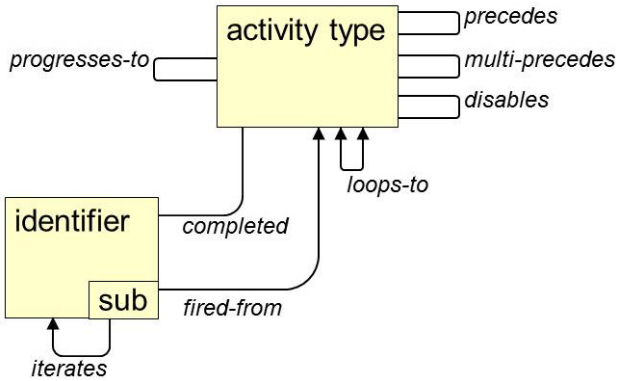 activity type
precedes
progresses-to
multi-precedes
disables
loops-to
identifier
completed
sub
fired-from
iterates